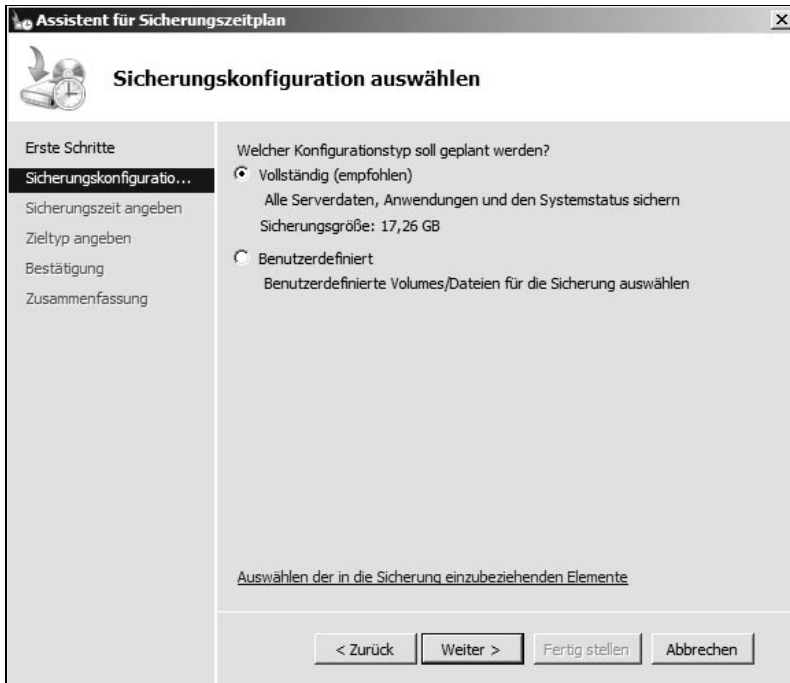 Assistent für Sicherungszeitplan
Sicherungskonfiguration auswählen
Erste Schritte
Sicherungskonfiguratio...
Sicherungszeit angeben
Zieltyp angeben
Bestätigung
Zusammenfassung
Welcher Konfigurationstyp soll geplant werden?
Vollständig (empfohlen)
Alle Serverdaten, Anwendungen und den Systemstatus sichern
Sicherungsgröße: 17,26 GB
Benutzerdefiniert
Benutzerdefinierte Volumes/Dateien für die Sicherung auswählen
Auswählen der in die Sicherung einzubeziehenden Elemente
< Zurück
Weiter >
Fertig stellen
Abbrechen